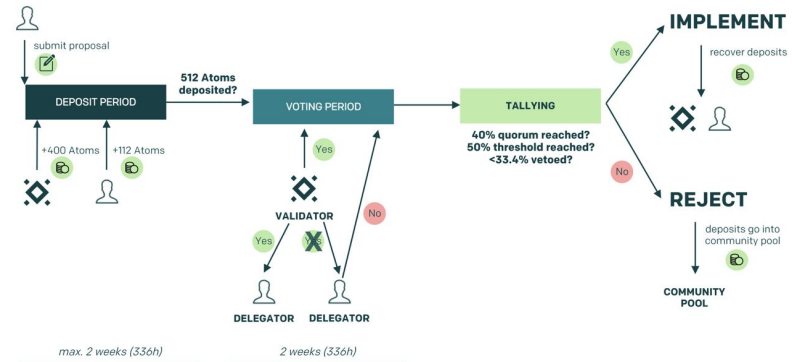 submit proposal
DEPOSIT PERIOD
+400 Atoms
+112 Atoms
max. 2 weeks (336h)
512 Atoms
deposited?
VOTING PERIOD
Yes
VALIDATOR
Yes
Yes
No
DELEGATOR
DELEGATOR
2 weeks (336h)
TALLYING
40% quorum reached?
50% threshold reached?
<33.4% vetoed?
Yes
IMPLEMENT
recover deposits
No
REJECT
deposits go into
community pool
COMMUNITY
POOL